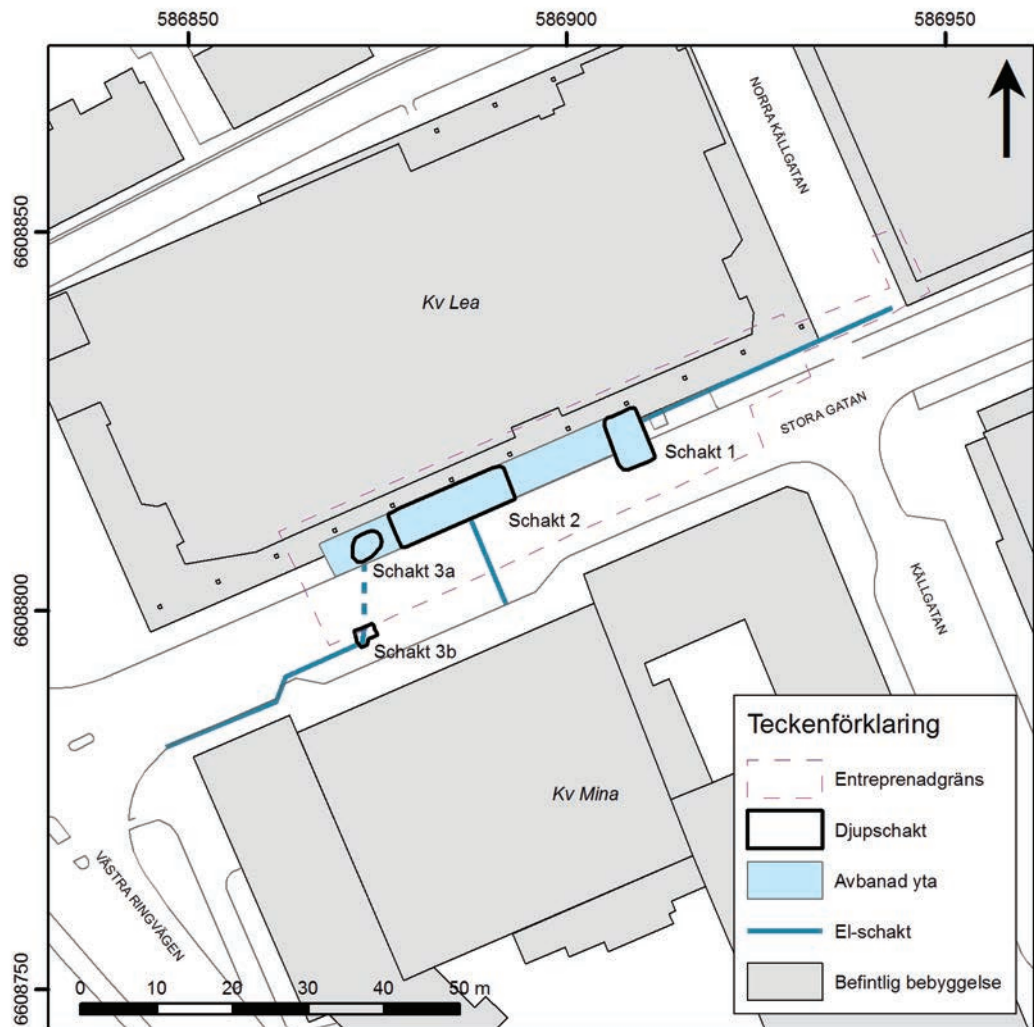 586850
586900
586950
6608850
6608800
6608750
NORRA KÄLLGATAN
Kv Lea
STORA GATAN
Schakt 1
Schakt 2
Schakt 3a
Schakt 3b
KÄLLGATAN
Kv Mina
VÄSTRA RINGVÄGEN
Teckenförklaring
Entreprenadgräns
Djupschakt
Avbanad yta
El-schakt
Befintlig bebyggelse
0 10 20 30 40 50 m